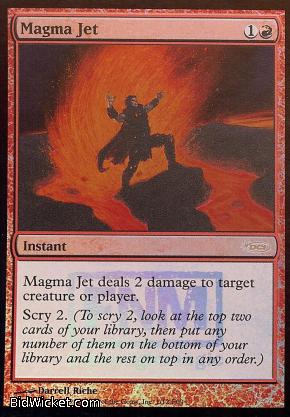 Magma Jet 1
DCI
Instant
Magma Jet deals 2 damage to target
creature or player.
Scry 2. (To scry 2, look at the top two
cards of your library, then put any
number of them on the bottom of your
library and the rest on top in any order.)
Darrell Riche
BidWicket.com